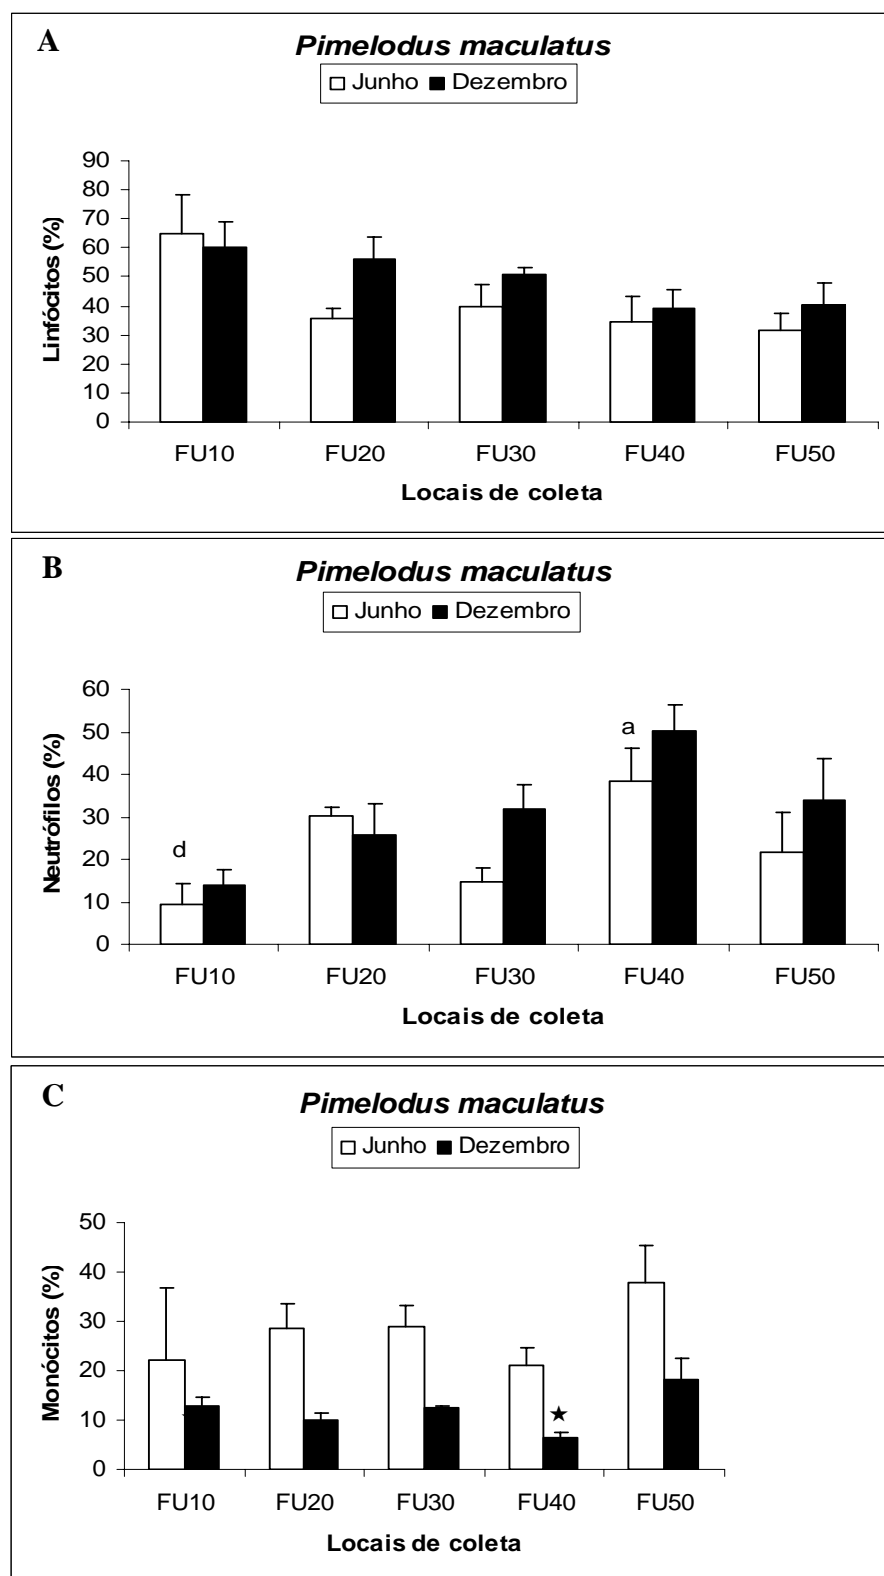 A
Pimelodus maculatus
Junho Dezembro
Linfócitos (%)
90
80
70
60
50
40
30
20
10
0
FU10 FU20 FU30 FU40 FU50
Locais de coleta
B
Pimelodus maculatus
Junho Dezembro
Neutrófilos (%)
60
50
40
30
20
10
0
d
a
FU10 FU20 FU30 FU40 FU50
Locais de coleta
C
Pimelodus maculatus
Junho Dezembro
Monócitos (%)
50
40
30
20
10
0
★
FU10 FU20 FU30 FU40 FU50
Locais de coleta